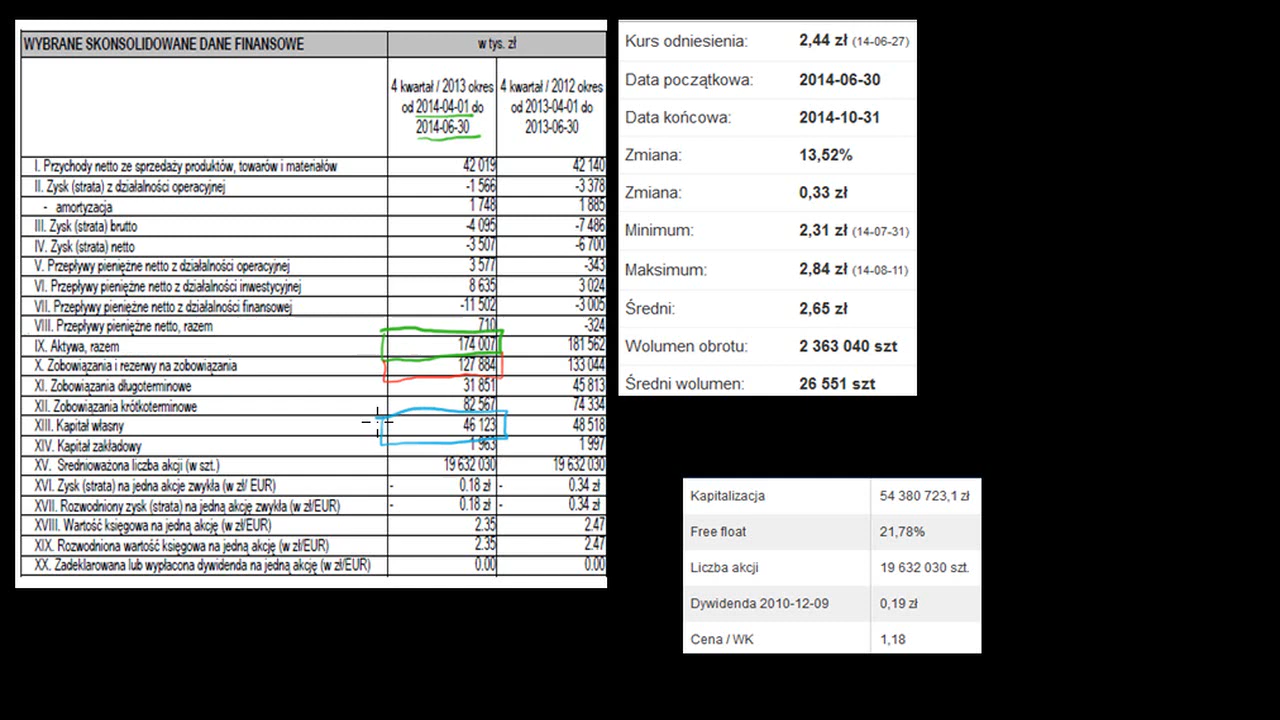 WYBRANE SKONSOLIDOWANE DANE FINANSOWE w tys. zł
4 kwartał / 2013 okres od 2014-04-01 do 2014-06-30 4 kwartał / 2012 okres od 2013-04-01 do 2013-06-30
I. Przychody netto ze sprzedaży produktów, towarów i materiałów 42 019 42 140
II. Zysk (strata) z działalności operacyjnej -1 566 -3 378
- amortyzacja 1 748 1 885
III. Zysk (strata) brutto -4 095 -7 486
IV. Zysk (strata) netto -3 507 -6 700
V. Przepływy pieniężne netto z działalności operacyjnej 3 577 -343
VI. Przepływy pieniężne netto z działalności inwestycyjnej 8 635 3 024
VII. Przepływy pieniężne netto z działalności finansowej -11 502 -3 005
VIII. Przepływy pieniężne netto, razem 710 -324
IX. Aktywa, razem 174 007 181 562
X. Zobowiązania i rezerwy na zobowiązania 127 884 133 044
XI. Zobowiązania długoterminowe 31 851 45 813
XII. Zobowiązania krótkoterminowe 82 567 74 334
XIII. Kapitał własny 46 123 48 518
XIV. Kapitał zakładowy 1 963 1 997
XV. Średnioważona liczba akcji (w szt.) 19 632 030 19 632 030
XVI. Zysk (strata) na jedną akcję zwykłą (w zł/ EUR) - 0.18 zł - 0.34 zł
XVII. Rozwodniony zysk (strata) na jedną akcję zwykłą (w zł/EUR) - 0.18 zł - 0.34 zł
XVIII. Wartość księgowa na jedną akcję (w zł/EUR) 2.35 2.47
XIX. Rozwodniona wartość księgowa na jedną akcję (w zł/EUR) 2.35 2.47
XX. Zadeklarowana lub wypłacona dywidenda na jedną akcję (w zł/EUR) 0.00 0.00
Kurs odniesienia: 2,44 zł (14-06-27)
Data początkowa: 2014-06-30
Data końcowa: 2014-10-31
Zmiana: 13,52%
Zmiana: 0,33 zł
Minimum: 2,31 zł (14-07-31)
Maksimum: 2,84 zł (14-08-11)
Średni: 2,65 zł
Wolumen obrotu: 2 363 040 szt
Średni wolumen: 26 551 szt
Kapitalizacja 54 380 723,1 zł
Free float 21,78%
Liczba akcji 19 632 030 szt.
Dywidenda 2010-12-09 0,19 zł
Cena / WK 1,18